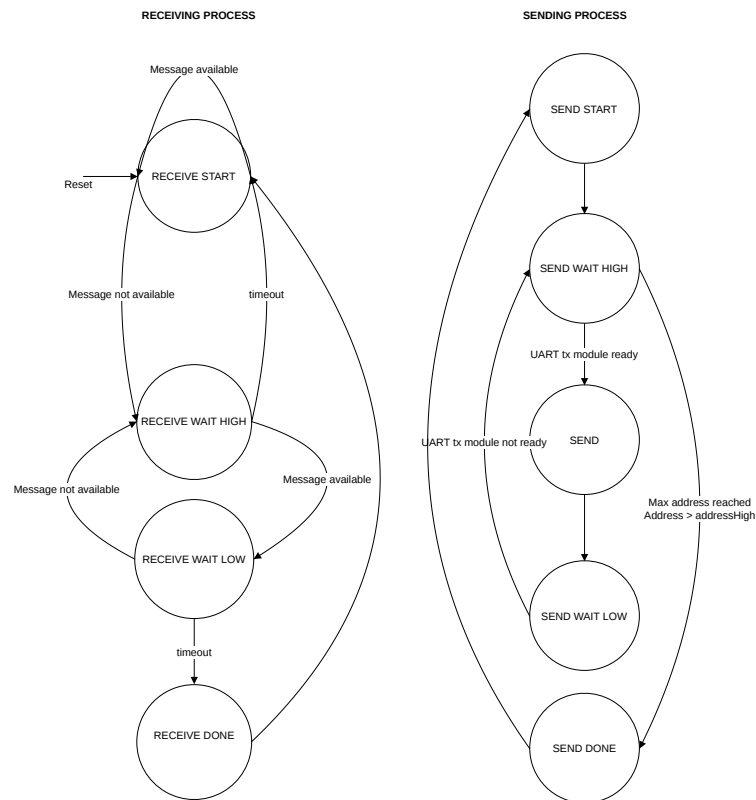 RECEIVING PROCESS
Message available
RECEIVE START
Reset
Message not available
timeout
RECEIVE WAIT HIGH
Message available
Message not available
RECEIVE WAIT LOW
timeout
RECEIVE DONE
SENDING PROCESS
SEND START
SEND WAIT HIGH
UART tx module ready
SEND
UART tx module not ready
Max address reached
Address > addressHigh
SEND WAIT LOW
SEND DONE